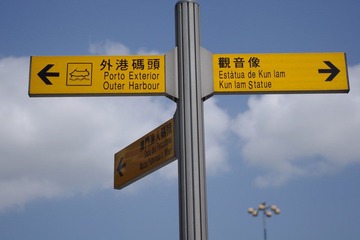 外港碼頭
Porto Exterior
Outer Harbour
觀音像
Estátua de Kun Iam
Kun Iam Statue